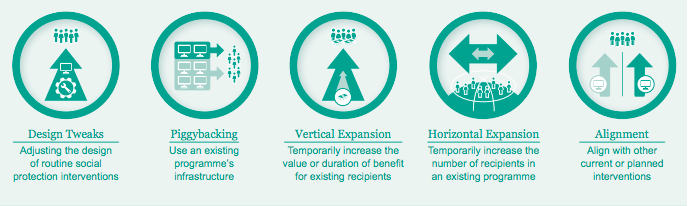 Design Tweaks
Adjusting the design
of routine social
protection interventions
Piggybacking
Use an existing
programme's
infrastructure
Vertical Expansion
Temporarily increase the
value or duration of benefit
for existing recipients
Horizontal Expansion
Temporarily increase the
number of recipients in
an existing programme
Alignment
Align with other
current or planned
interventions